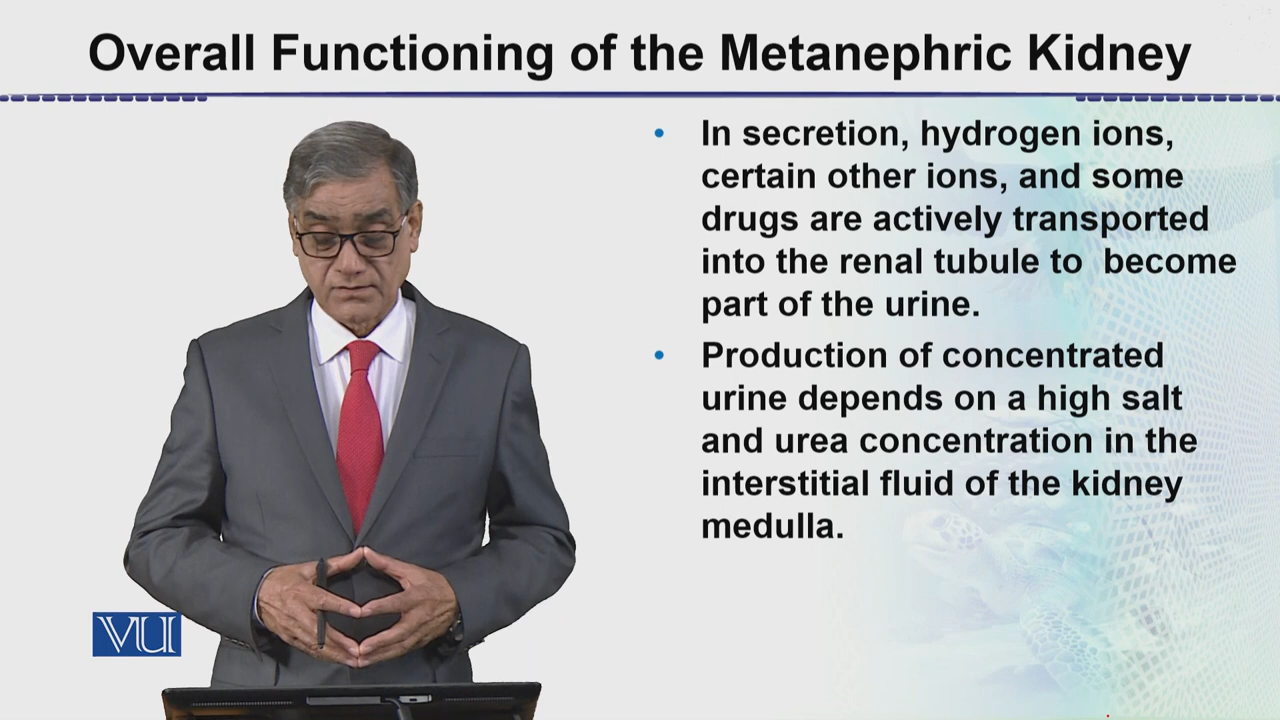 Overall Functioning of the Metanephric Kidney
• In secretion, hydrogen ions,
certain other ions, and some
drugs are actively transported
into the renal tubule to  become
part of the urine.
• Production of concentrated
urine depends on a high salt
and urea concentration in the
interstitial fluid of the kidney
medulla.
VU